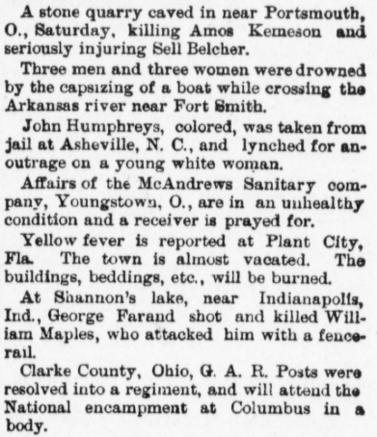 A stone quarry caved in near Portsmouth,
O., Saturday, killing Amos Kemeson and
seriously injuring Sell Belcher.
Three men and three women were drowned
by the capsizing of a boat while crossing the
Arkansas river near Fort Smith.
John Humphreys, colored, was taken from
jail at Asheville, N. C., and lynched for an-
outrage on a young white woman.
Affairs of the McAndrews Sanitary com-
pany, Youngstown, O., are in an unhealthy
condition and a receiver is prayed for.
Yellow fever is reported at Plant City,
Fla. The town is almost vacated. The
buildings, beddings, etc., will be burned.
At Shannon's lake, near Indianapolis,
Ind., George Farand shot and killed Will-
iam Maples, who attacked him with a fence-
rail.
Clarke County, Ohio, G. A. R. Posts were
resolved into a regiment, and will attend the
National encampment at Columbus in a
body.